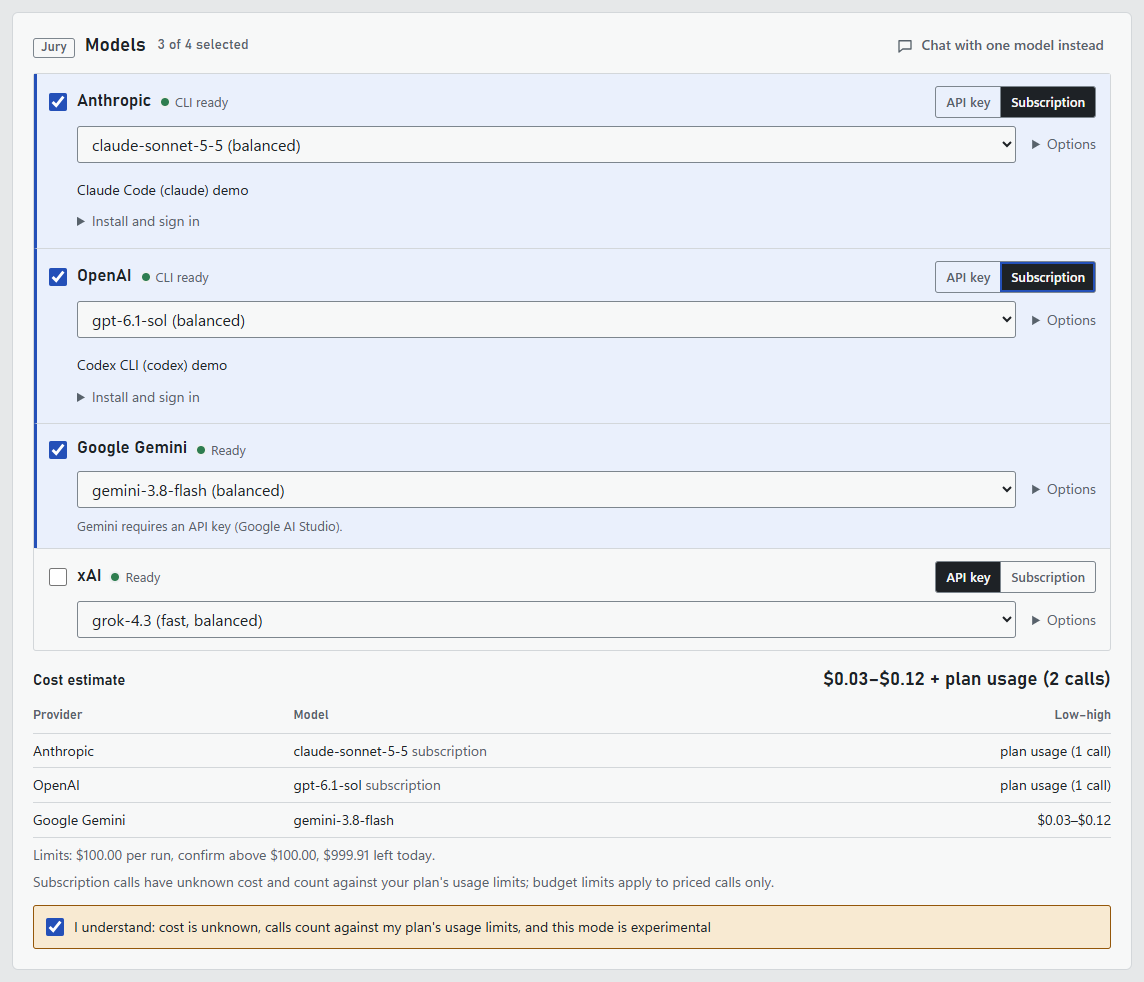 Jury Models 3 of 4 selected Chat with one model instead
Anthropic CLI ready API key Subscription
claude-sonnet-5-5 (balanced) Options
Claude Code (claude) demo
Install and sign in
OpenAI CLI ready API key Subscription
gpt-6.1-sol (balanced) Options
Codex CLI (codex) demo
Install and sign in
Google Gemini Ready
gemini-3.8-flash (balanced) Options
Gemini requires an API key (Google AI Studio).
xAI Ready API key Subscription
grok-4.3 (fast, balanced) Options
Cost estimate $0.03–$0.12 + plan usage (2 calls)
Provider Model Low–high
Anthropic claude-sonnet-5-5 subscription plan usage (1 call)
OpenAI gpt-6.1-sol subscription plan usage (1 call)
Google Gemini gemini-3.8-flash $0.03–$0.12
Limits: $100.00 per run, confirm above $100.00, $999.91 left today.
Subscription calls have unknown cost and count against your plan's usage limits; budget limits apply to priced calls only.
I understand: cost is unknown, calls count against my plan's usage limits, and this mode is experimental